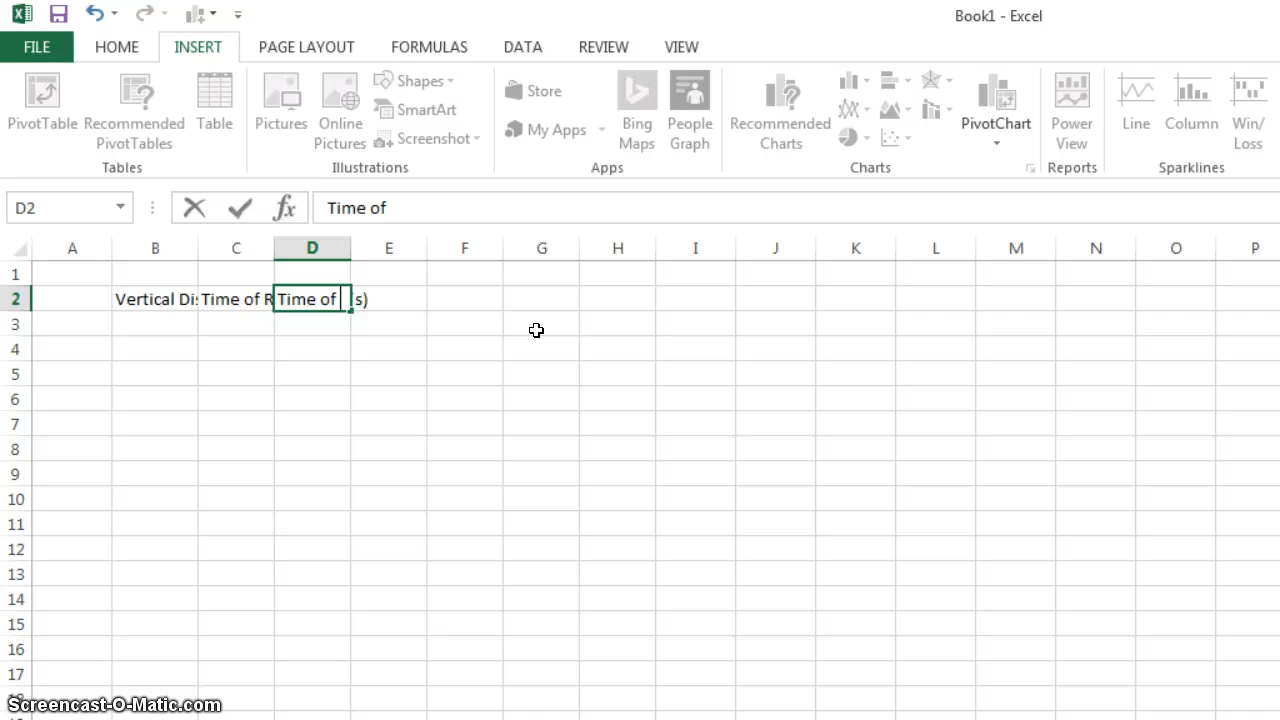 Book1 - Excel
FILE HOME INSERT PAGE LAYOUT FORMULAS DATA REVIEW VIEW
PivotTable Recommended PivotTables Table
Pictures Online Pictures Shapes SmartArt Screenshot
Store My Apps Bing Maps People Graph
Recommended Charts PivotChart
Power View
Line Column Win/ Loss
Tables Illustrations Apps Charts Reports Sparklines
D2 fx Time of
A B C D E F G H I J K L M N O P
1
2 Vertical Dis Time of R Time of s)
3
4
5
6
7
8
9
10
11
12
13
14
15
16
17
Screencast-O-Matic.com